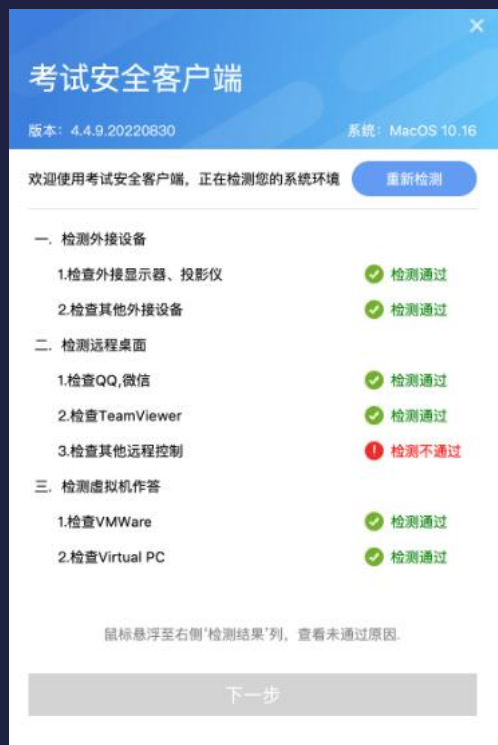 考试安全客户端
版本：4.4.9.20220830 系统：MacOS 10.16
欢迎使用考试安全客户端，正在检测您的系统环境 重新检测
一. 检测外接设备
1.检查外接显示器、投影仪 检测通过
2.检查其他外接设备 检测通过
二. 检测远程桌面
1.检查QQ,微信 检测通过
2.检查TeamViewer 检测通过
3.检查其他远程控制 检测不通过
三. 检测虚拟机作答
1.检查VMWare 检测通过
2.检查Virtual PC 检测通过
鼠标悬浮至右侧'检测结果'列，查看未通过原因.
下一步